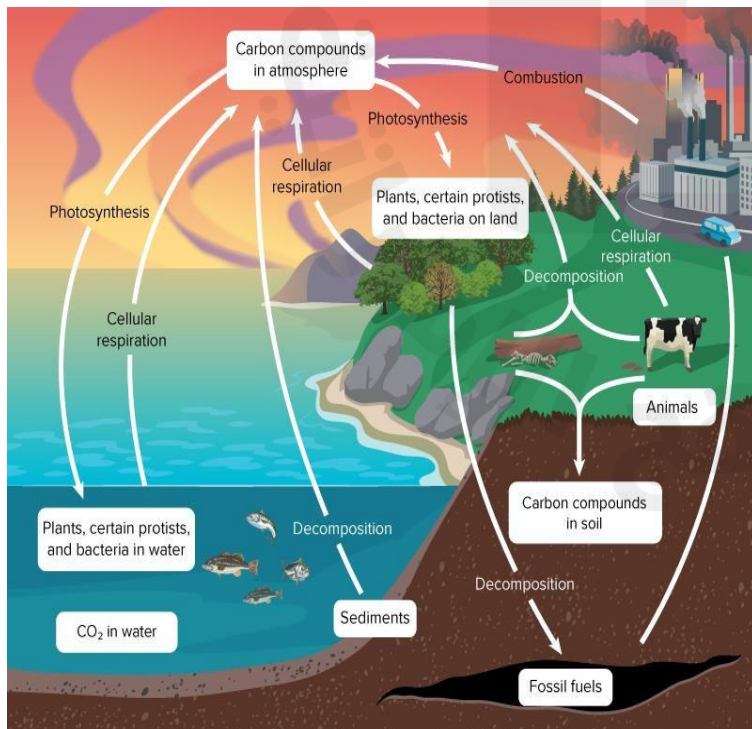 Carbon compounds
in atmosphere
Combustion
Photosynthesis
Cellular
respiration
Plants, certain protists,
and bacteria on land
Photosynthesis
Cellular
respiration
Decomposition
Cellular
respiration
Animals
Carbon compounds
in soil
Plants, certain protists,
and bacteria in water
Decomposition
Decomposition
CO₂ in water
Sediments
Fossil fuels